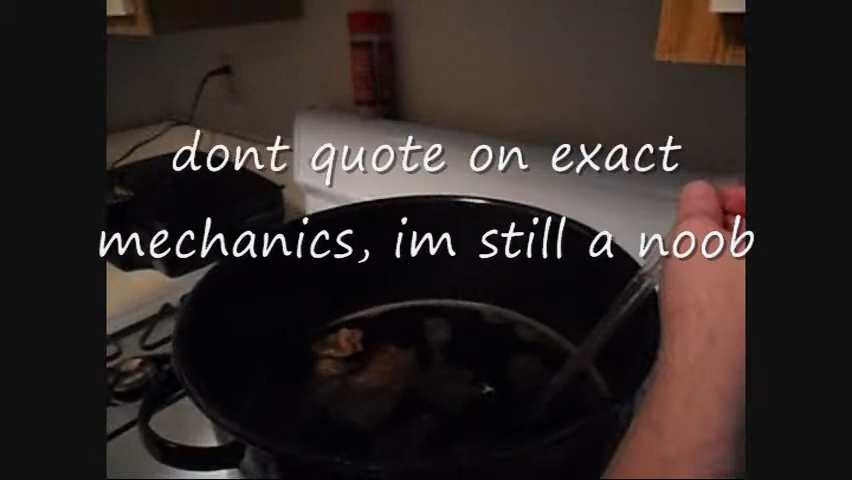 dont quote on exact
mechanics, im still a noob